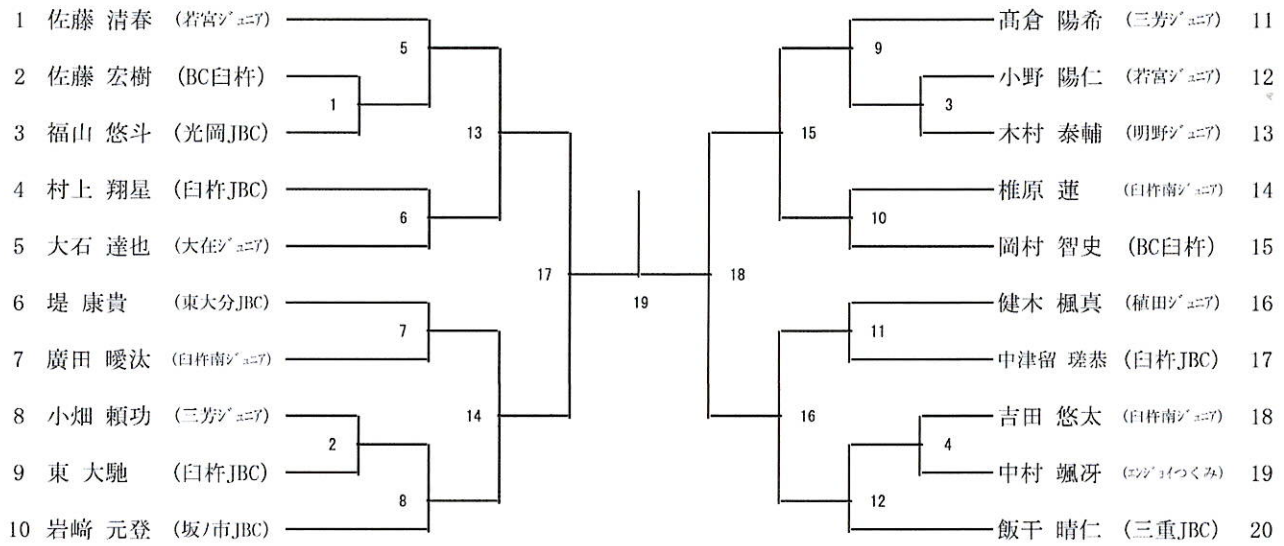 1 佐藤 清春 (若宮ジュニア)
2 佐藤 宏樹 (BC臼杵)
3 福山 悠斗 (光岡JBC)
4 村上 翔星 (臼杵JBC)
5 大石 達也 (大在ジュニア)
6 堤 康貴 (東大分JBC)
7 廣田 曖汰 (臼杵南ジュニア)
8 小畑 頼功 (三芳ジュニア)
9 東 大馳 (臼杵JBC)
10 岩﨑 元登 (坂ノ市JBC)
5
1
13
6
17
7
14
2
8
19
9
3
15
10
18
11
16
4
12
髙倉 陽希 (三芳ジュニア) 11
小野 陽仁 (若宮ジュニア) 12
木村 泰輔 (明野ジュニア) 13
椎原 蓮 (臼杵南ジュニア) 14
岡村 智史 (BC臼杵) 15
健木 楓真 (稙田ジュニア) 16
中津留 瑳恭 (臼杵JBC) 17
吉田 悠太 (臼杵南ジュニア) 18
中村 颯冴 (エンジョイつくみ) 19
飯干 晴仁 (三重JBC) 20